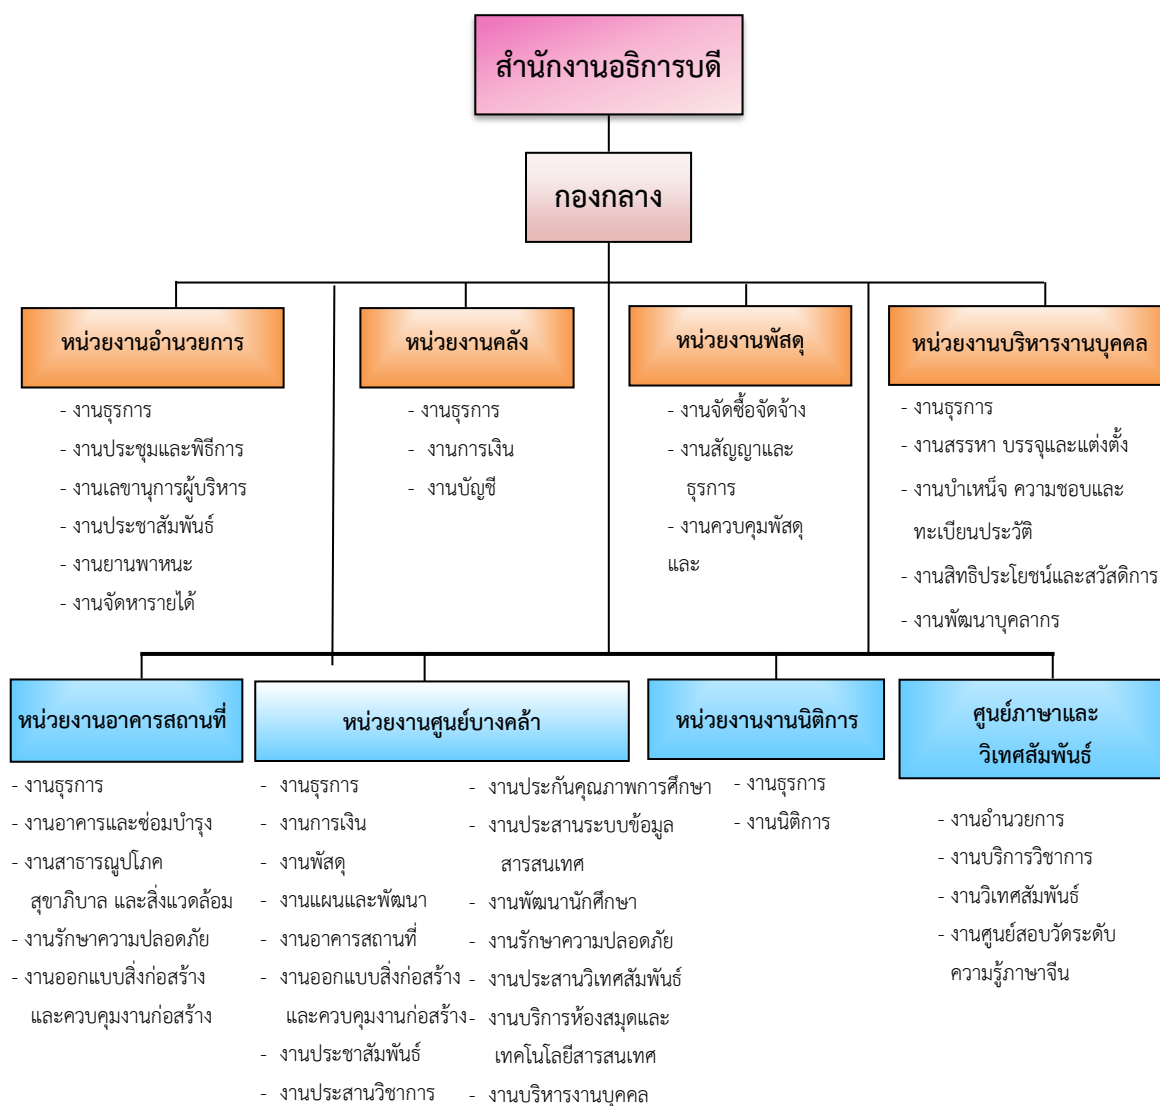 สำนักงานอธิการบดี
กองกลาง
หน่วยงานอำนวยการ
- งานธุรการ
- งานประชุมและพิธีการ
- งานเลขานุการผู้บริหาร
- งานประชาสัมพันธ์
- งานยานพาหนะ
- งานจัดหารายได้
หน่วยงานคลัง
- งานธุรการ
- งานการเงิน
- งานบัญชี
หน่วยงานพัสดุ
- งานจัดซื้อจัดจ้าง
- งานสัญญาและ
ธุรการ
- งานควบคุมพัสดุ
และ
หน่วยงานบริหารงานบุคคล
- งานธุรการ
- งานสรรหา บรรจุและแต่งตั้ง
- งานบำเหน็จ ความชอบและ
ทะเบียนประวัติ
- งานสิทธิประโยชน์และสวัสดิการ
- งานพัฒนาบุคลากร
หน่วยงานอาคารสถานที่
- งานธุรการ
- งานอาคารและซ่อมบำรุง
- งานสาธารณูปโภค
สุขาภิบาล และสิ่งแวดล้อม
- งานรักษาความปลอดภัย
- งานออกแบบสิ่งก่อสร้าง
และควบคุมงานก่อสร้าง
หน่วยงานศูนย์บางคล้า
- งานธุรการ
- งานการเงิน
- งานพัสดุ
- งานแผนและพัฒนา
- งานอาคารสถานที่
- งานออกแบบสิ่งก่อสร้าง
และควบคุมงานก่อสร้าง
- งานประชาสัมพันธ์
- งานประสานวิชาการ
- งานประกันคุณภาพการศึกษา
- งานประสานระบบข้อมูล
สารสนเทศ
- งานพัฒนานักศึกษา
- งานรักษาความปลอดภัย
- งานประสานวิเทศสัมพันธ์
- งานบริการห้องสมุดและ
เทคโนโลยีสารสนเทศ
- งานบริหารงานบุคคล
หน่วยงานงานนิติการ
- งานธุรการ
- งานนิติการ
ศูนย์ภาษาและ
วิเทศสัมพันธ์
- งานอำนวยการ
- งานบริการวิชาการ
- งานวิเทศสัมพันธ์
- งานศูนย์สอบวัดระดับ
ความรู้ภาษาจีน